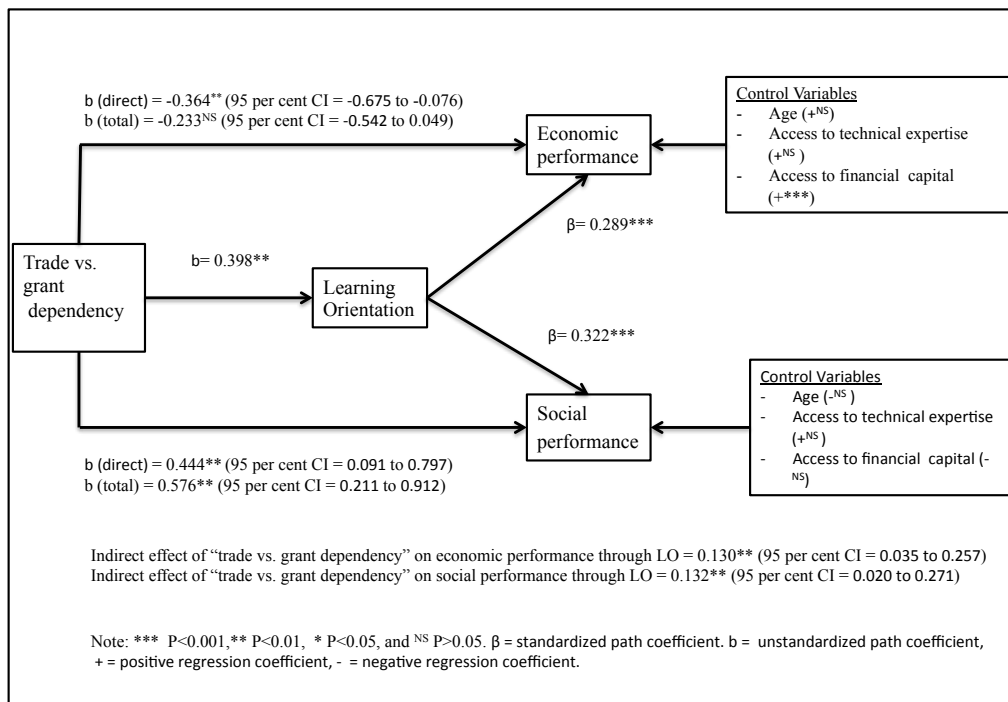 b (direct) = -0.364** (95 per cent CI = -0.675 to -0.076)
b (total) = -0.233NS (95 per cent CI = -0.542 to 0.049)
Economic
performance
Control Variables
- Age (+NS)
- Access to technical expertise
(+NS )
- Access to financial capital
(+***)
β= 0.289***
Trade vs.
grant
dependency
b= 0.398**
Learning
Orientation
β= 0.322***
Social
performance
Control Variables
- Age (-NS )
- Access to technical expertise
(+NS )
- Access to financial capital (-
NS)
b (direct) = 0.444** (95 per cent CI = 0.091 to 0.797)
b (total) = 0.576** (95 per cent CI = 0.211 to 0.912)
Indirect effect of “trade vs. grant dependency” on economic performance through LO = 0.130** (95 per cent CI = 0.035 to 0.257)
Indirect effect of “trade vs. grant dependency” on social performance through LO = 0.132** (95 per cent CI = 0.020 to 0.271)
Note: *** P<0.001,** P<0.01, * P<0.05, and NS P>0.05. β = standardized path coefficient. b = unstandardized path coefficient,
+ = positive regression coefficient, - = negative regression coefficient.